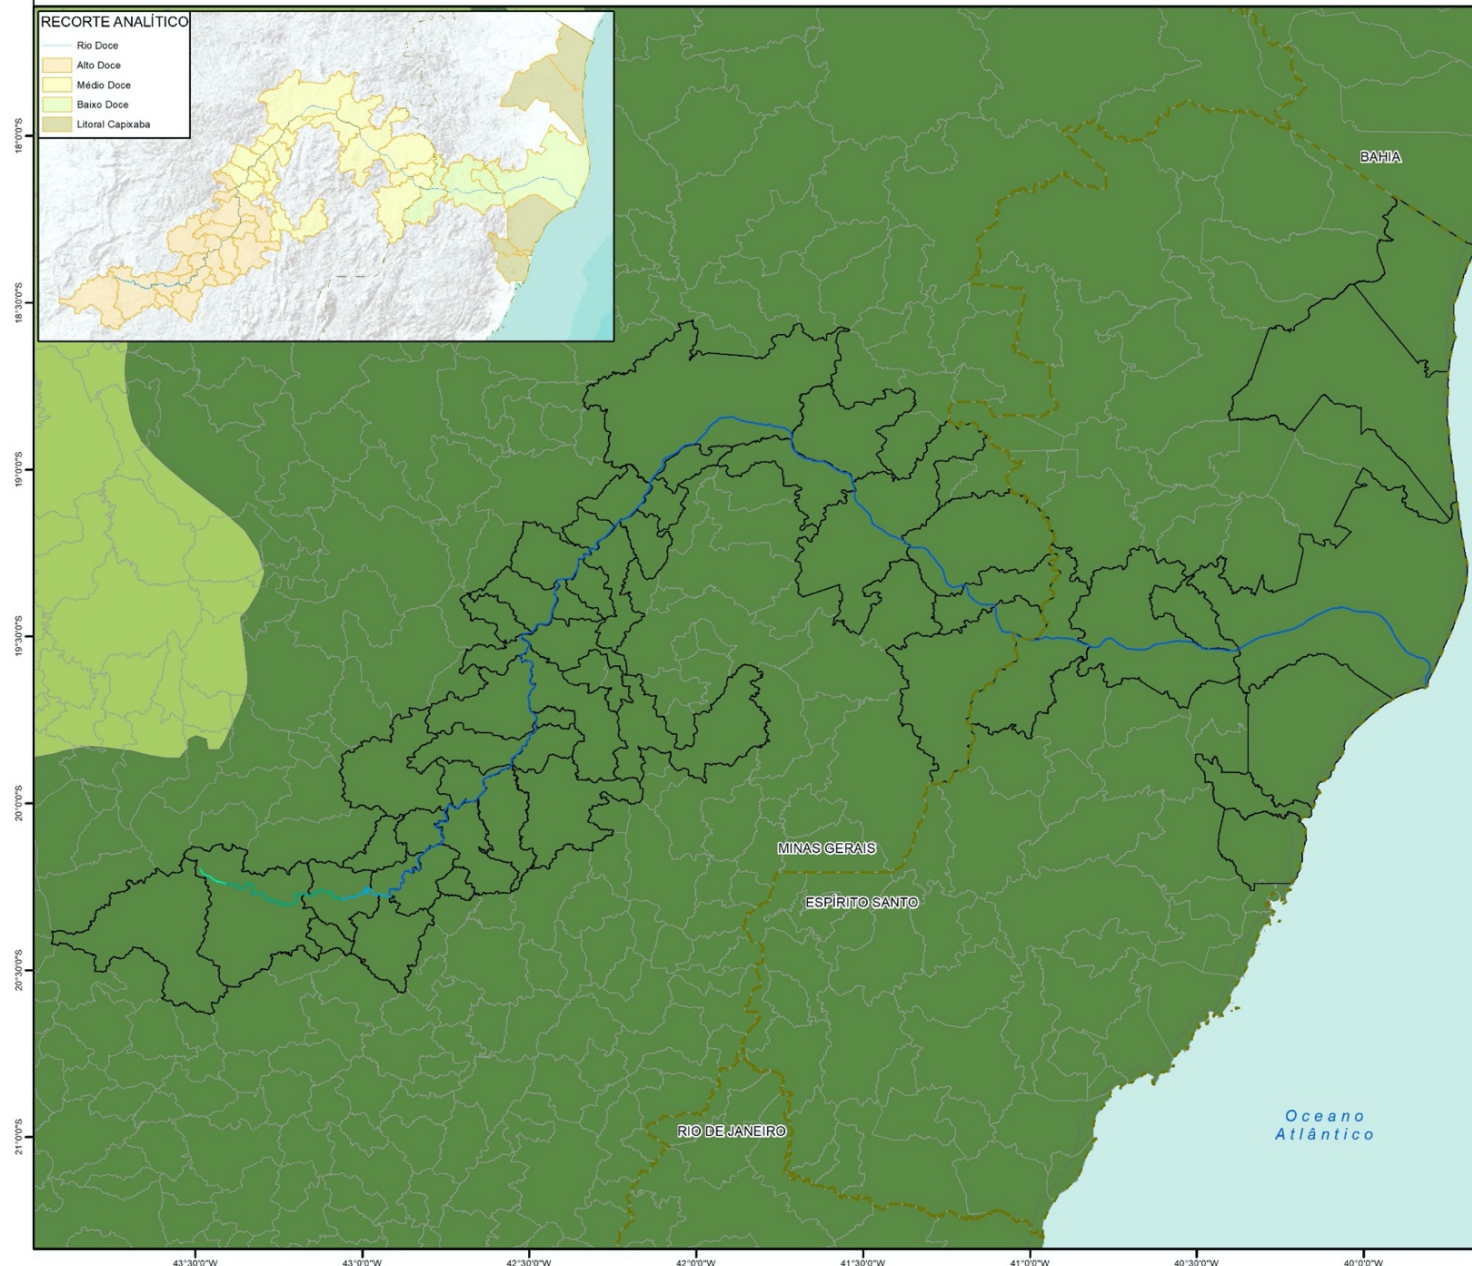 RECORTE ANALÍTICO
Rio Doce
Alto Doce
Médio Doce
Baixo Doce
Litoral Capixaba
18°0'0"S
BAHIA
18°30'0"S
19°0'0"S
19°30'0"S
20°0'0"S
MINAS GERAIS
ESPÍRITO SANTO
20°30'0"S
Oceano
Atlântico
RIO DE JANEIRO
21°0'0"S
43°30'0"W
43°0'0"W
42°30'0"W
42°0'0"W
41°30'0"W
41°0'0"W
40°30'0"W
40°0'0"W